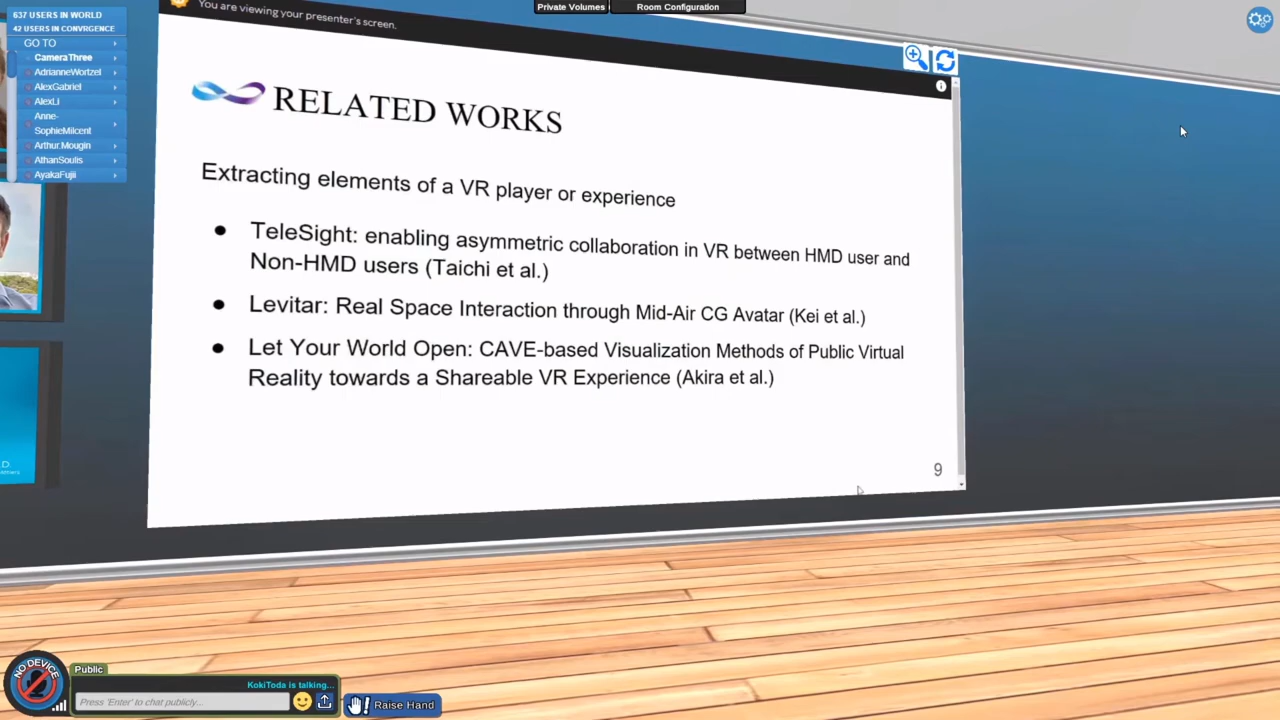 637 USERS IN WORLD
42 USERS IN CONVRGENCE
GO TO
CameraThree
AdrianneWortzel
AlexGabriel
AlexLi
Anne-
SophieMilcent
Arthur.Mougin
AthanSoulis
AyakaFujii
Private Volumes
Room Configuration
You are viewing your presenter's screen.
RELATED WORKS
Extracting elements of a VR player or experience
● TeleSight: enabling asymmetric collaboration in VR between HMD user and
Non-HMD users (Taichi et al.)
● Levitar: Real Space Interaction through Mid-Air CG Avatar (Kei et al.)
● Let Your World Open: CAVE-based Visualization Methods of Public Virtual
Reality towards a Shareable VR Experience (Akira et al.)
9
D.
NO DEVICE
Public
KokiToda is talking...
Press 'Enter' to chat publicly...
Raise Hand